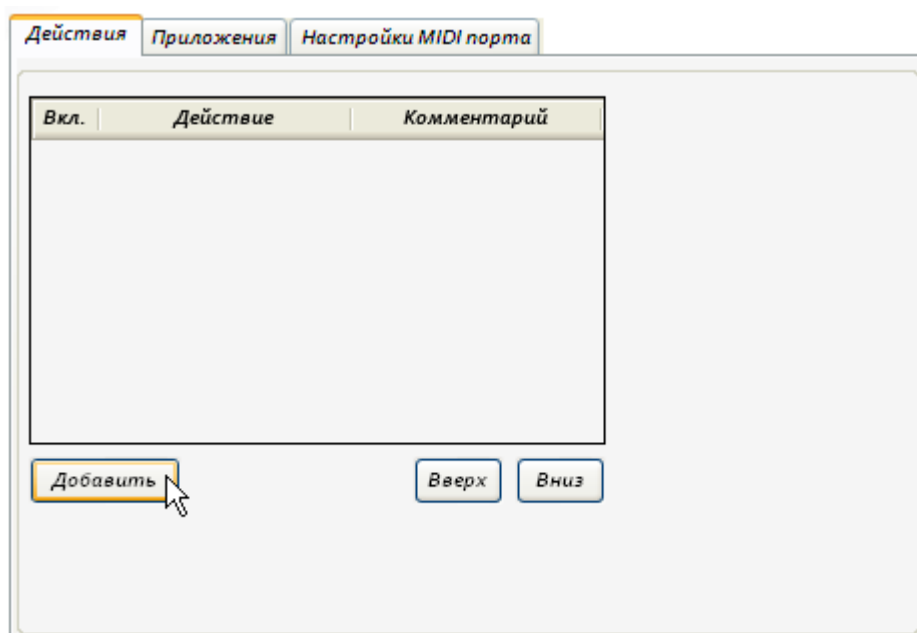 Действия Приложения Настройки MIDI порта
Вкл. Действие Комментарий
Добавить Вверх Вниз